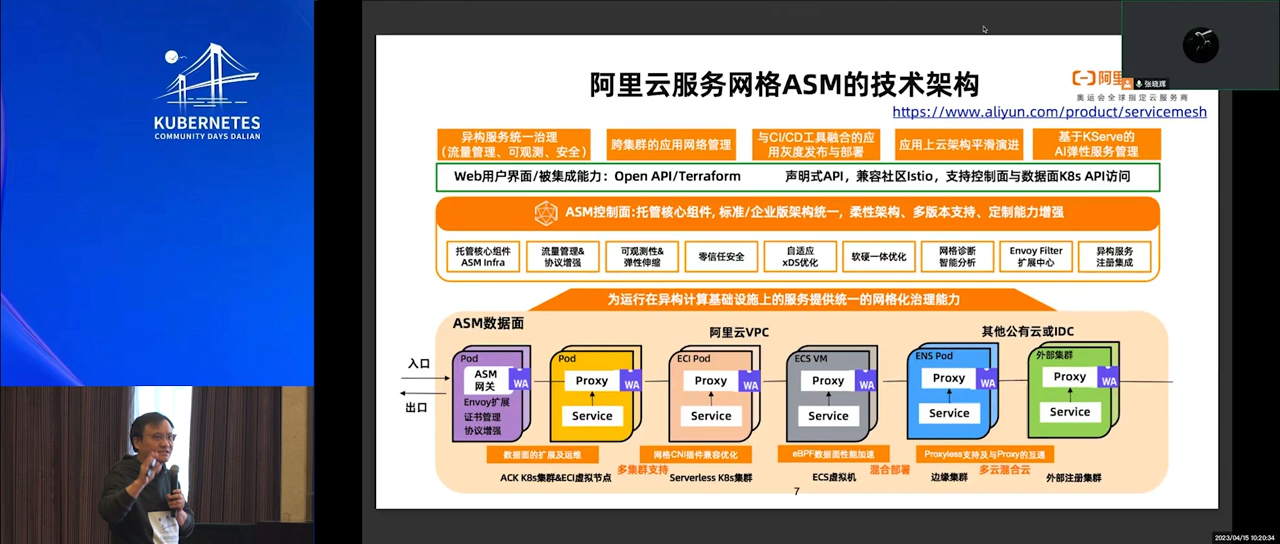 KUBERNETES
COMMUNITY DAYS DALIAN
阿里云服务网格ASM的技术架构
阿里
张晓辉
奥运会全球指定云服务商
https://www.aliyun.com/product/servicemesh
异构服务统一治理
（流量管理、可观测、安全）
跨集群的应用网络管理
与CI/CD工具融合的应
用灰度发布与部署
应用上云架构平滑演进
基于KServe的
AI弹性服务管理
Web用户界面/被集成能力：Open API/Terraform
声明式API，兼容社区Istio，支持控制面与数据面K8s API访问
ASM控制面:托管核心组件, 标准/企业版架构统一，柔性架构、多版本支持、定制能力增强
托管核心组件
ASM Infra
流量管理&
协议增强
可观测性&
弹性伸缩
零信任安全
自适应
xDS优化
软硬一体优化
网格诊断
智能分析
Envoy Filter
扩展中心
异构服务
注册集成
为运行在异构计算基础设施上的服务提供统一的网格化治理能力
ASM数据面
阿里云VPC
其他公有云或IDC
入口
出口
Pod
ASM
网关
WA
Envoy扩展
证书管理
协议增强
Pod
Proxy
WA
Service
ECI Pod
Proxy
WA
Service
ECS VM
Proxy
WA
Service
ENS Pod
Proxy
WA
Service
外部集群
Proxy
WA
Service
数据面的扩展及运维
网格CNI插件兼容优化
eBPF数据面性能加速
Proxyless支持及与Proxy的互通
多集群支持
混合部署
多云混合云
ACK K8s集群&ECI虚拟节点
Serverless K8s集群
ECS虚拟机
边缘集群
外部注册集群
7
2023/04/15 10:20:34